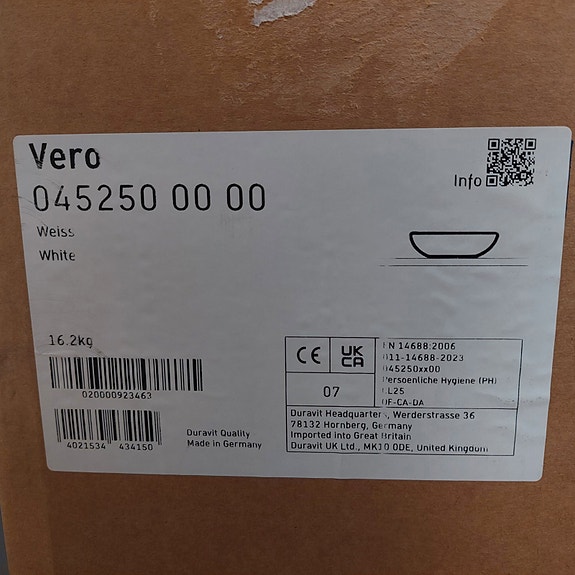 Vero
045250 00 00
Weiss
White
Info
16.2kg
020000923463
4021534 434150
Duravit Quality
Made in Germany
CE
UK
CA
07
EN 14688:2006
011-14688-2023
045250xx00
Persoenliche Hygiene (PH)
CL25
OF-CA-DA
Duravit Headquarters, Werderstrasse 36
78132 Hornberg, Germany
Imported into Great Britain
Duravit UK Ltd., MK10 0DE, United Kingdom